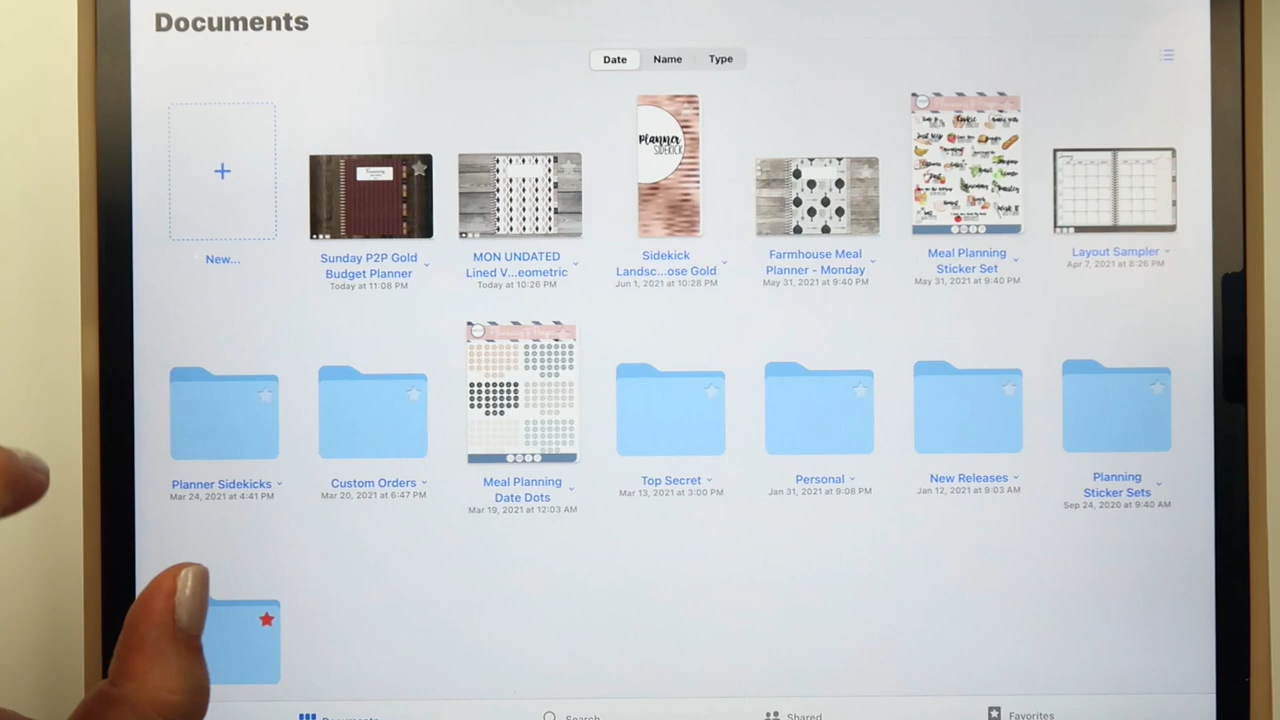 Documents
Date Name Type
Planner
SIDEKICK
New...
Sunday P2P Gold
Budget Planner
Today at 11:08 PM
MON UNDATED
Lined V...eometric
Today at 10:26 PM
Sidekick
Landsc...ose Gold
Jun 1, 2021 at 10:28 PM
Farmhouse Meal
Planner - Monday
May 31, 2021 at 9:40 PM
Meal Planning
Sticker Set
May 31, 2021 at 9:40 PM
Layout Sampler
Apr 7, 2021 at 8:26 PM
Planner Sidekicks
Mar 24, 2021 at 4:41 PM
Custom Orders
Mar 20, 2021 at 6:47 PM
Meal Planning
Date Dots
Mar 19, 2021 at 12:03 AM
Top Secret
Mar 13, 2021 at 3:00 PM
Personal
Jan 31, 2021 at 9:08 PM
New Releases
Jan 12, 2021 at 9:03 AM
Planning
Sticker Sets
Sep 24, 2020 at 9:40 AM
Documents Search Shared Favorites